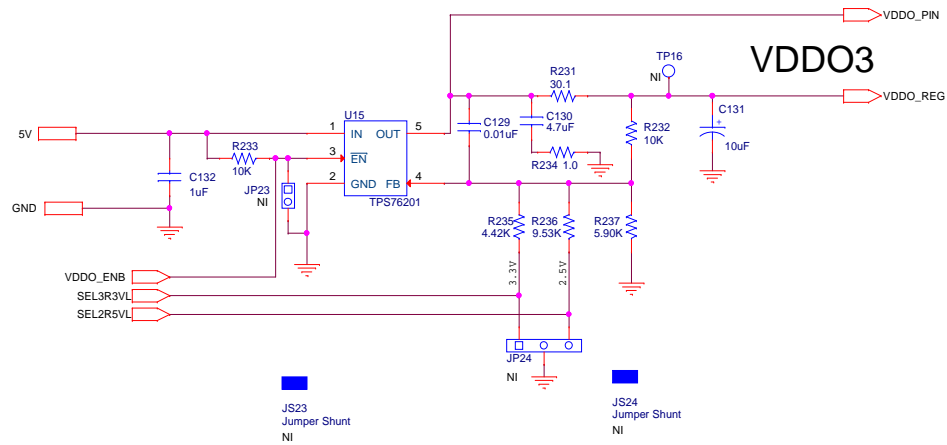 VDDO_PIN
VDDO3
TP16
NI
R231
30.1
VDDO_REG
C131
+
10uF
U15
C129
0.01uF
C130
4.7uF
R232
10K
5V
1
IN
OUT
5
R233
10K
3
EN
R234
1.0
C132
1uF
JP23
NI
2
GND
FB
4
TPS76201
GND
R235
4.42K
R236
9.53K
R237
5.90K
VDDO_ENB
3.3V
2.5V
SEL3R3VL
SEL2R5VL
JP24
NI
JS23
Jumper Shunt
NI
JS24
Jumper Shunt
NI